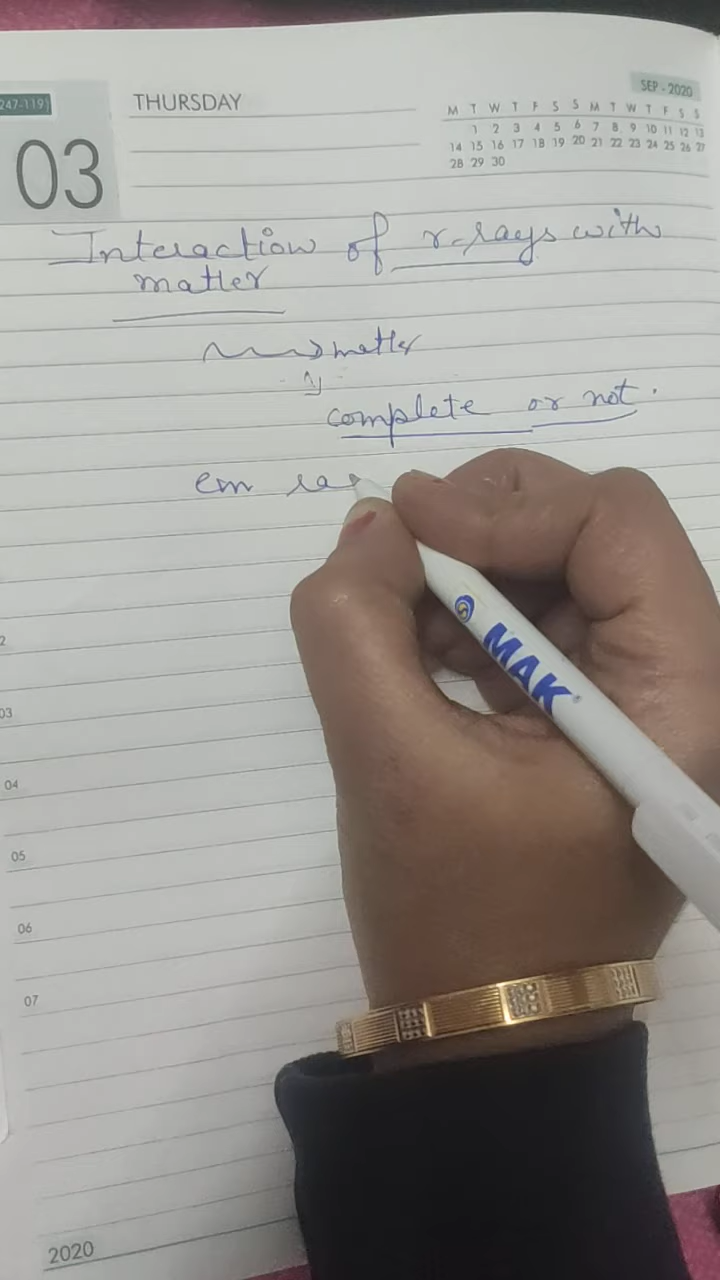 247-119
03
THURSDAY
SEP - 2020
M T W T F S S M T W T F S S
1 2 3 4 5 6 7 8 9 10 11 12 13
14 15 16 17 18 19 20 21 22 23 24 25 26 27
28 29 30
Interaction of r-rays with
matter
matter
complete or not.
em ra
MAK
2
03
04
05
06
07
2020